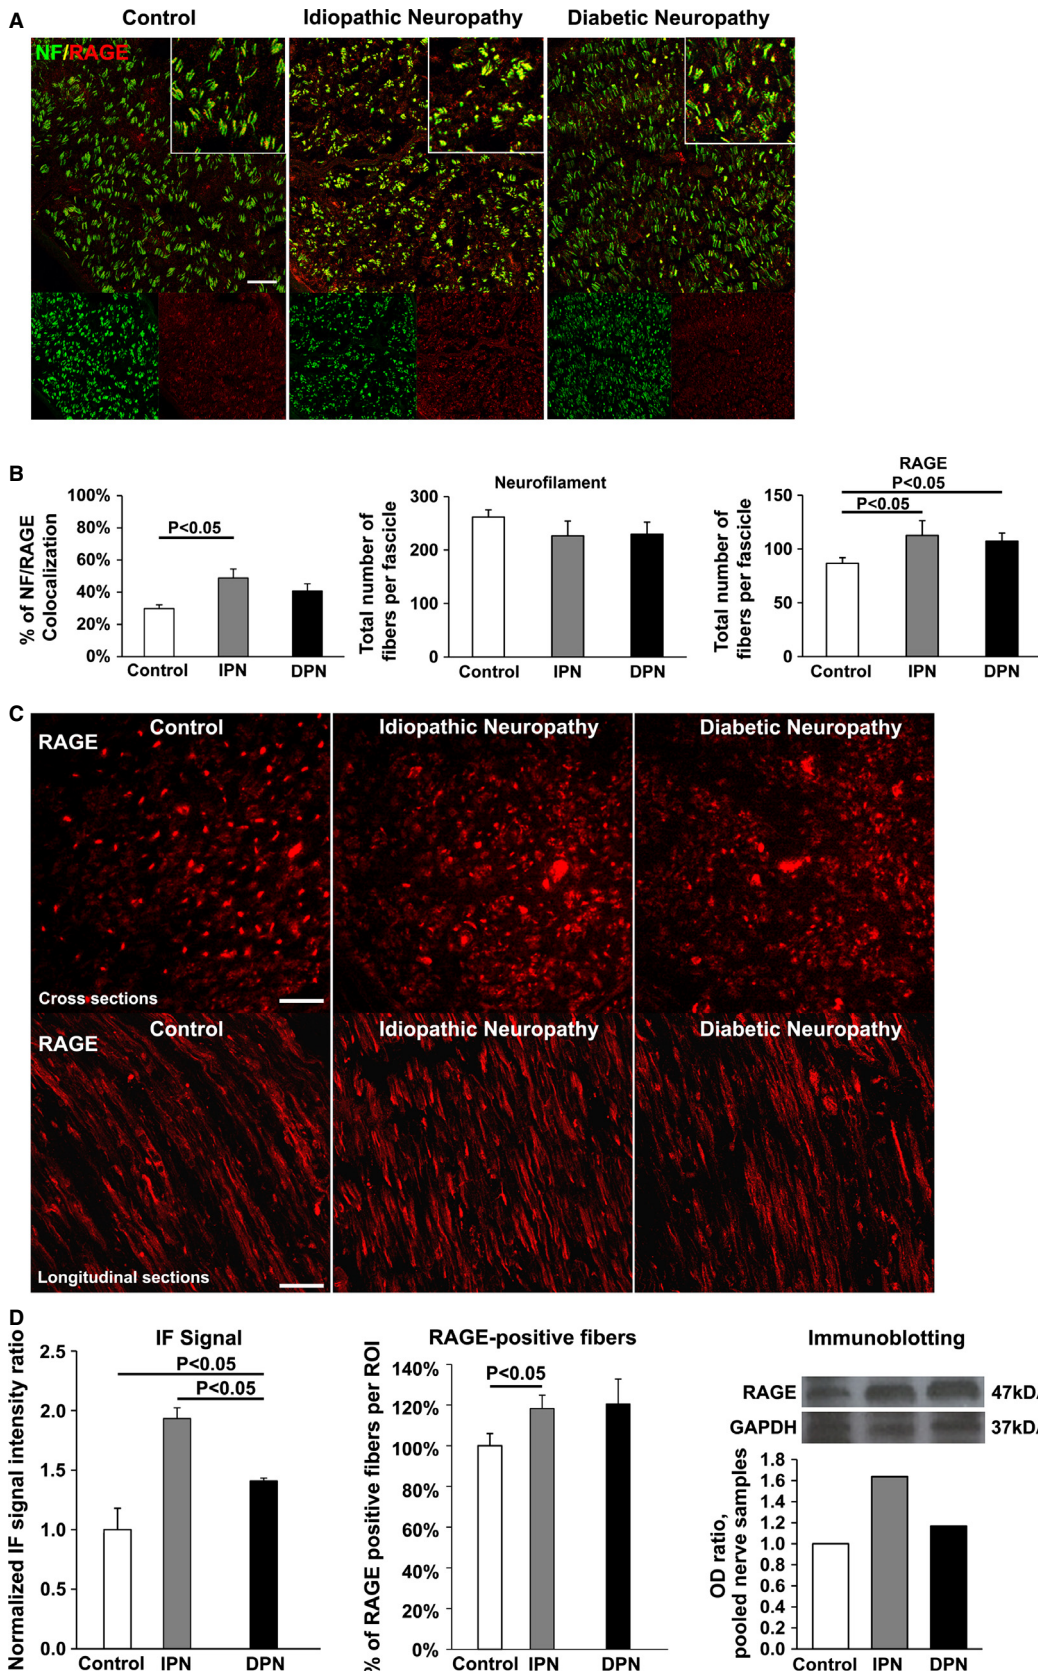 A
Control
Idiopathic Neuropathy
Diabetic Neuropathy
NF/RAGE
B
% of NF/RAGE
Colocalization
100%
80%
60%
40%
20%
0%
P<0.05
Control
IPN
DPN
Neurofilament
Total number of
fibers per fascicle
300
200
100
0
Control
IPN
DPN
RAGE
Total number of
fibers per fascicle
150
100
50
0
P<0.05
P<0.05
Control
IPN
DPN
C
RAGE
Control
Idiopathic Neuropathy
Diabetic Neuropathy
Cross sections
RAGE
Control
Idiopathic Neuropathy
Diabetic Neuropathy
Longitudinal sections
D
IF Signal
Normalized IF signal intensity ratio
2.5
2.0
1.5
1.0
0.5
0.0
P<0.05
P<0.05
Control
IPN
DPN
RAGE-positive fibers
% of RAGE positive fibers per ROI
140%
120%
100%
80%
60%
40%
20%
0%
P<0.05
Control
IPN
DPN
Immunoblotting
RAGE
47kDA
GAPDH
37kDA
OD ratio,
pooled nerve samples
1.8
1.6
1.4
1.2
1.0
0.8
0.6
0.4
0.2
0.0
Control
IPN
DPN